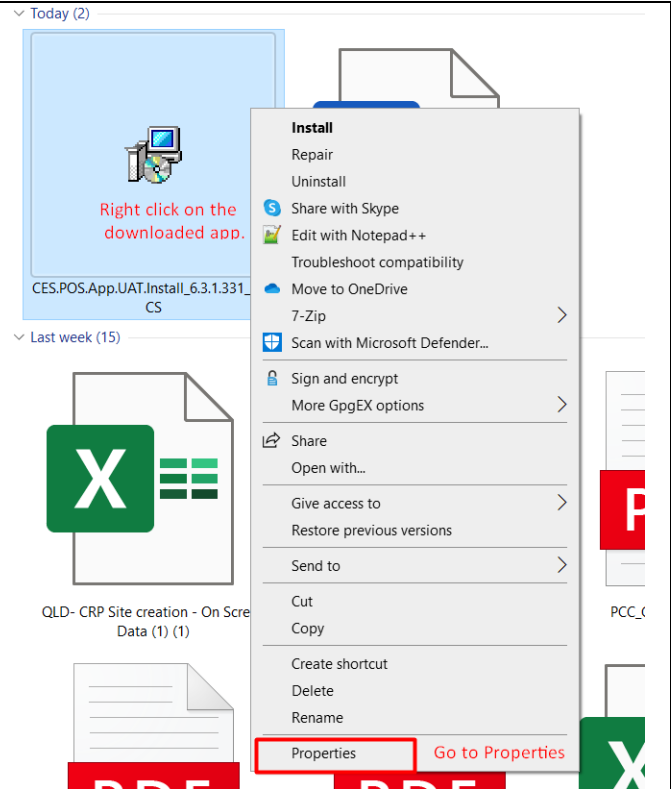 Today (2)
Right click on the
downloaded app.
CES.POS.App.UAT.Install_6.3.1.331_
CS
Install
Repair
Uninstall
Share with Skype
Edit with Notepad++
Troubleshoot compatibility
Move to OneDrive
7-Zip
Scan with Microsoft Defender...
Sign and encrypt
More GpgEX options
Share
Open with...
Give access to
Restore previous versions
Send to
Cut
Copy
Create shortcut
Delete
Rename
Properties
Go to Properties
Last week (15)
X
QLD- CRP Site creation - On Scre
Data (1) (1)
P
PCC_
PDF
PDF
X